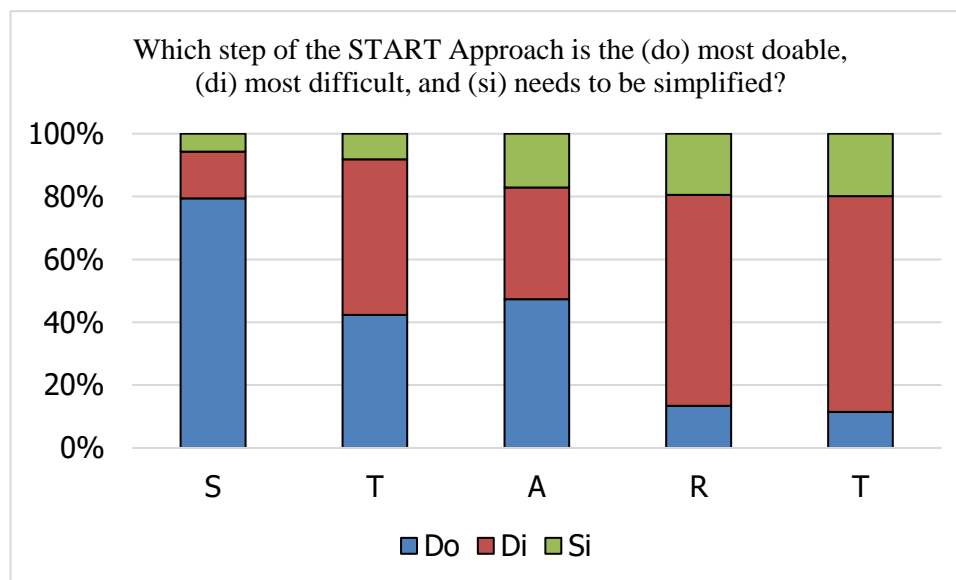 Which step of the START Approach is the (do) most doable,
(di) most difficult, and (si) needs to be simplified?
100%
80%
60%
40%
20%
0%
S T A R T
Do Di Si